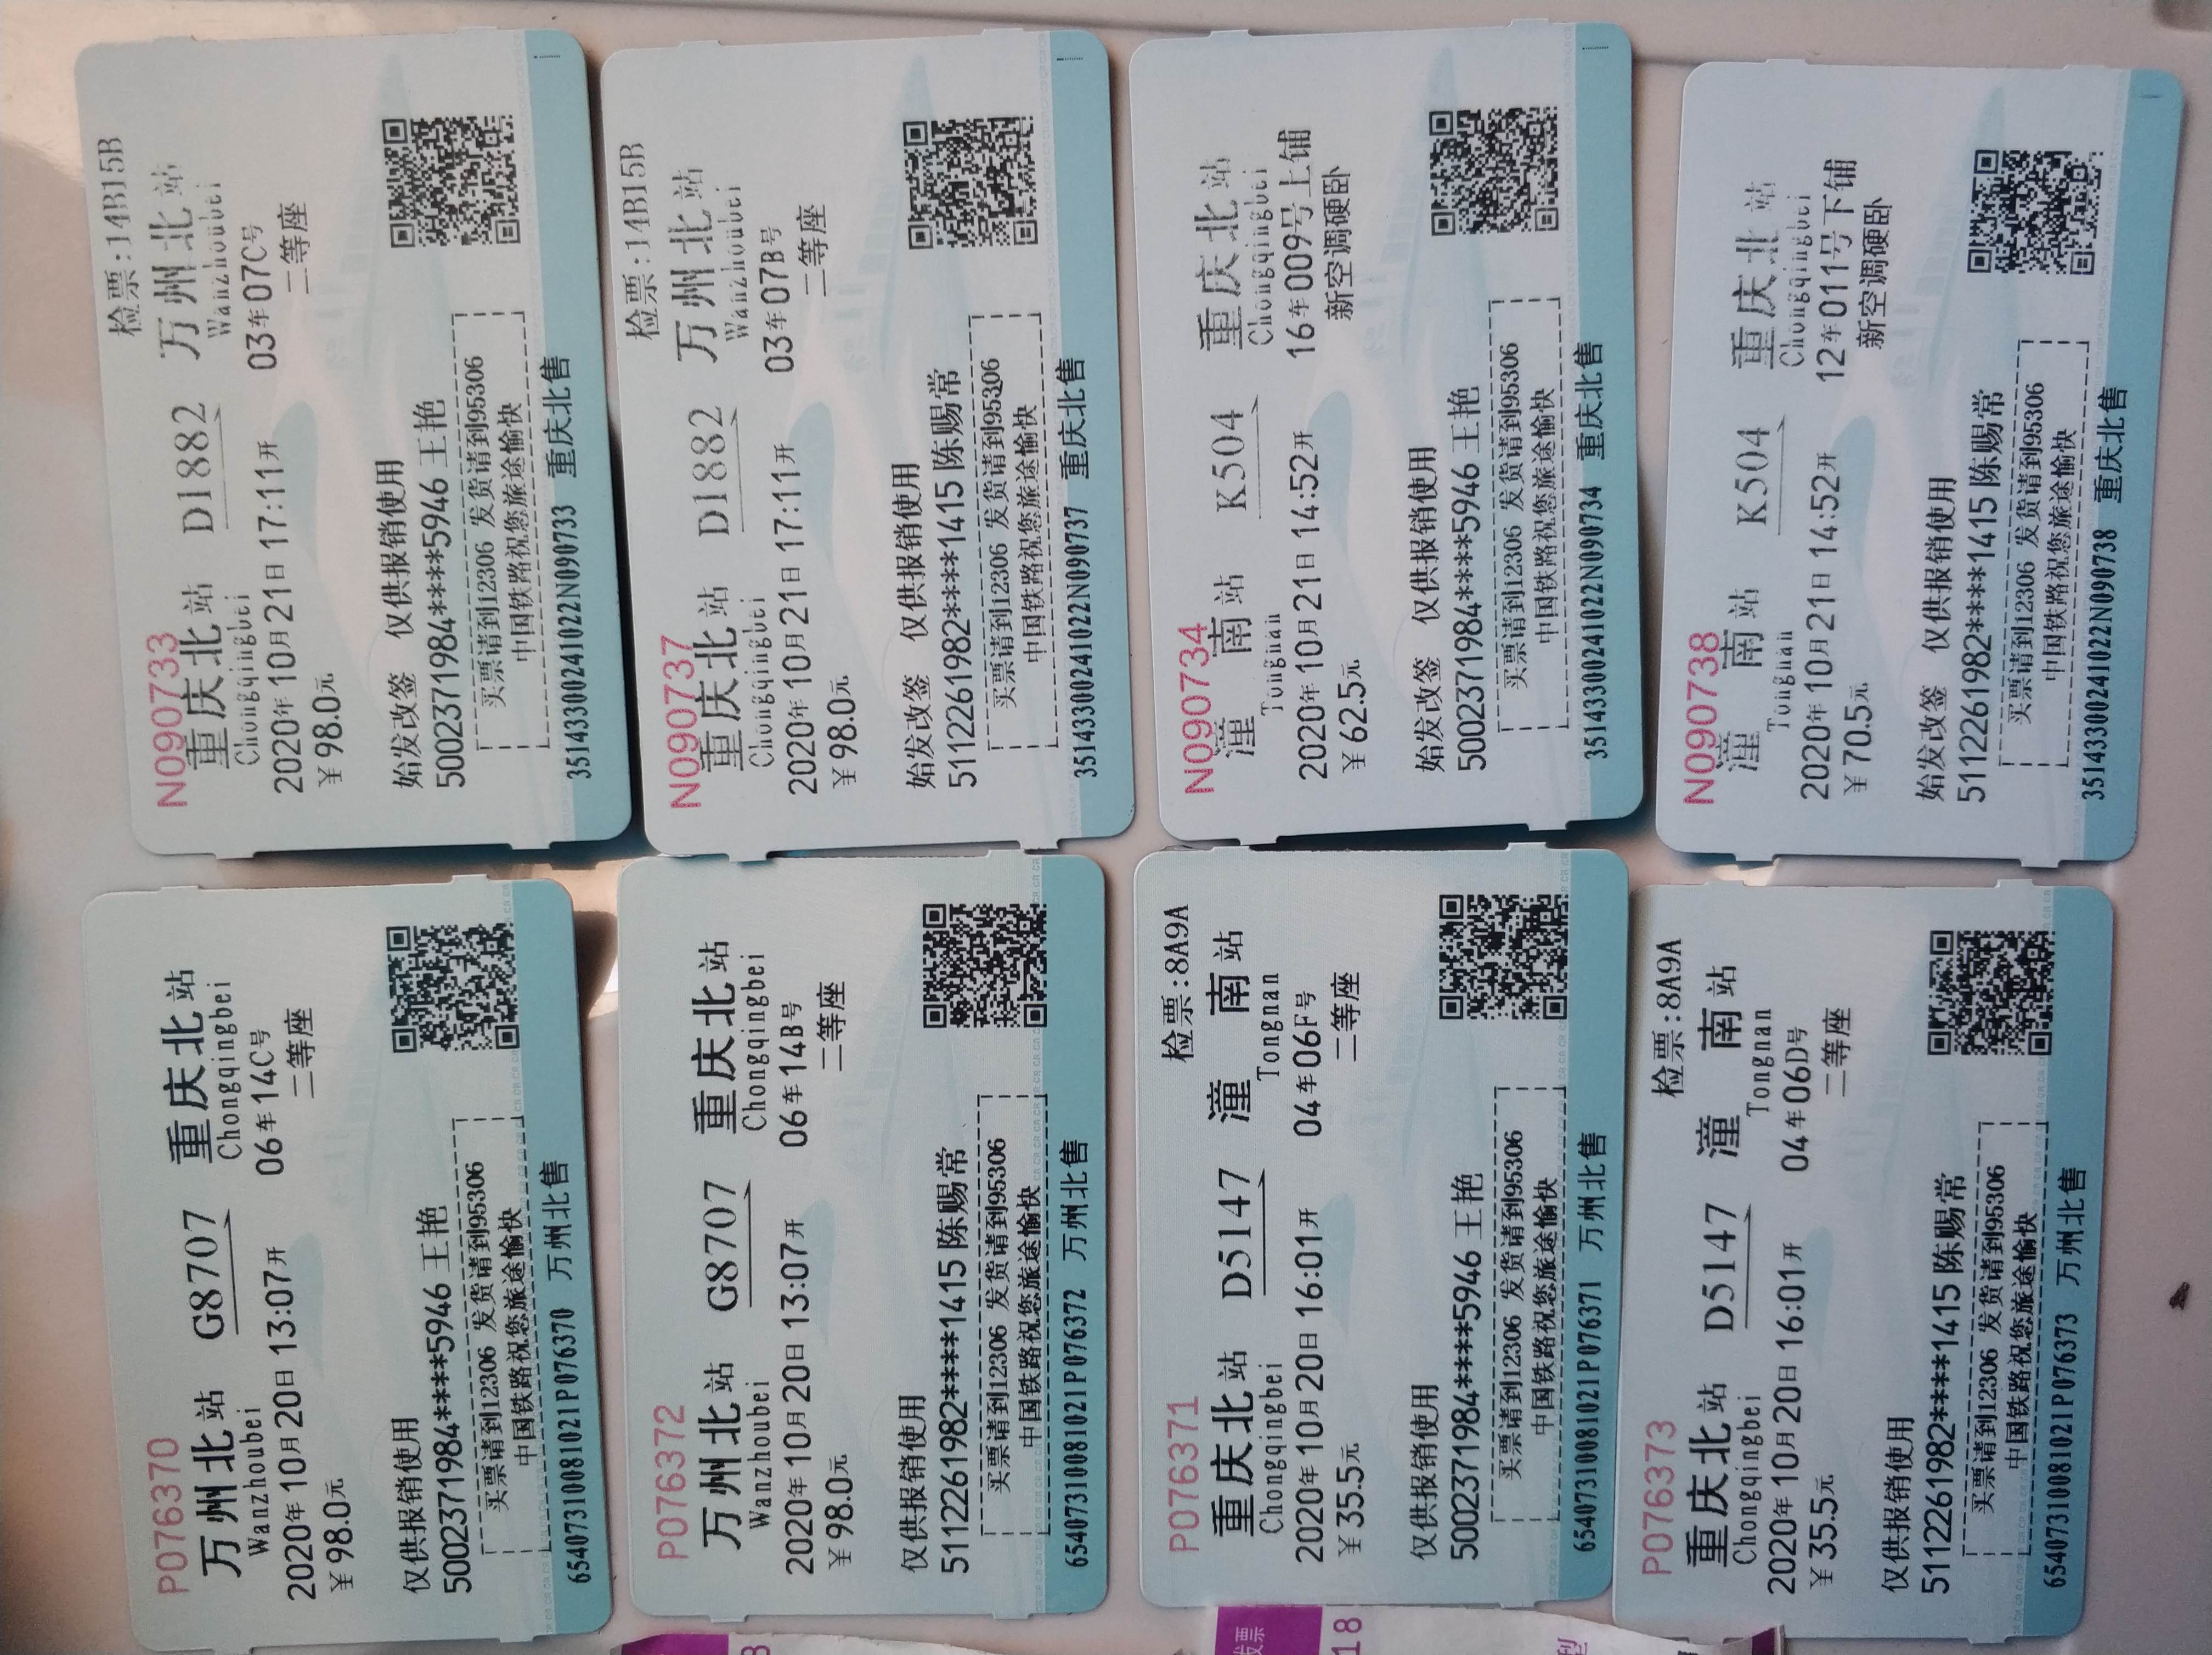 P076370
万州北站 G8707 重庆北站
Wanzhoubei Chongqingbei
2020年10月20日13:07开 06车14C号
¥98.0元 二等座
仅供报销使用
5002371984****5946 王艳
买票请到12306 发货请到95306
中国铁路祝您旅途愉快
65407310081021P076370 万州北售
检票:14B15B
N090733
重庆北站 D1882 万州北站
Chongqingbei Wanzhoubei
2020年10月21日17:11开 03车07C号
¥98.0元 二等座
始发改签 仅供报销使用
5002371984****5946 王艳
买票请到12306 发货请到95306
中国铁路祝您旅途愉快
35143300241022N090733 重庆北售
P076372
万州北站 G8707 重庆北站
Wanzhoubei Chongqingbei
2020年10月20日13:07开 06车14B号
¥98.0元 二等座
仅供报销使用
5112261982****1415 陈赐常
买票请到12306 发货请到95306
中国铁路祝您旅途愉快
65407310081021P076372 万州北售
检票:14B15B
N090737
重庆北站 D1882 万州北站
Chongqingbei Wanzhoubei
2020年10月21日17:11开 03车07B号
¥98.0元 二等座
始发改签 仅供报销使用
5112261982****1415 陈赐常
买票请到12306 发货请到95306
中国铁路祝您旅途愉快
35143300241022N090737 重庆北售
P076371 检票:8A9A
重庆北站 D5147 潼南站
Chongqingbei Tongnan
2020年10月20日16:01开 04车06F号
¥35.5元 二等座
仅供报销使用
5002371984****5946 王艳
买票请到12306 发货请到95306
中国铁路祝您旅途愉快
65407310081021P076371 万州北售
N090734
潼南站 K504 重庆北站
Tongnan Chongqingbei
2020年10月21日14:52开 16车009号上铺
¥62.5元 新空调硬卧
始发改签 仅供报销使用
5002371984****5946 王艳
买票请到12306 发货请到95306
中国铁路祝您旅途愉快
35143300241022N090734 重庆北售
P076373 检票:8A9A
重庆北站 D5147 潼南站
Chongqingbei Tongnan
2020年10月20日16:01开 04车06D号
¥35.5元 二等座
仅供报销使用
5112261982****1415 陈赐常
买票请到12306 发货请到95306
中国铁路祝您旅途愉快
65407310081021P076373 万州北售
N090738
潼南站 K504 重庆北站
Tongnan Chongqingbei
2020年10月21日14:52开 12车011号下铺
¥70.5元 新空调硬卧
始发改签 仅供报销使用
5112261982****1415 陈赐常
买票请到12306 发货请到95306
中国铁路祝您旅途愉快
35143300241022N090738 重庆北售
票
18
型